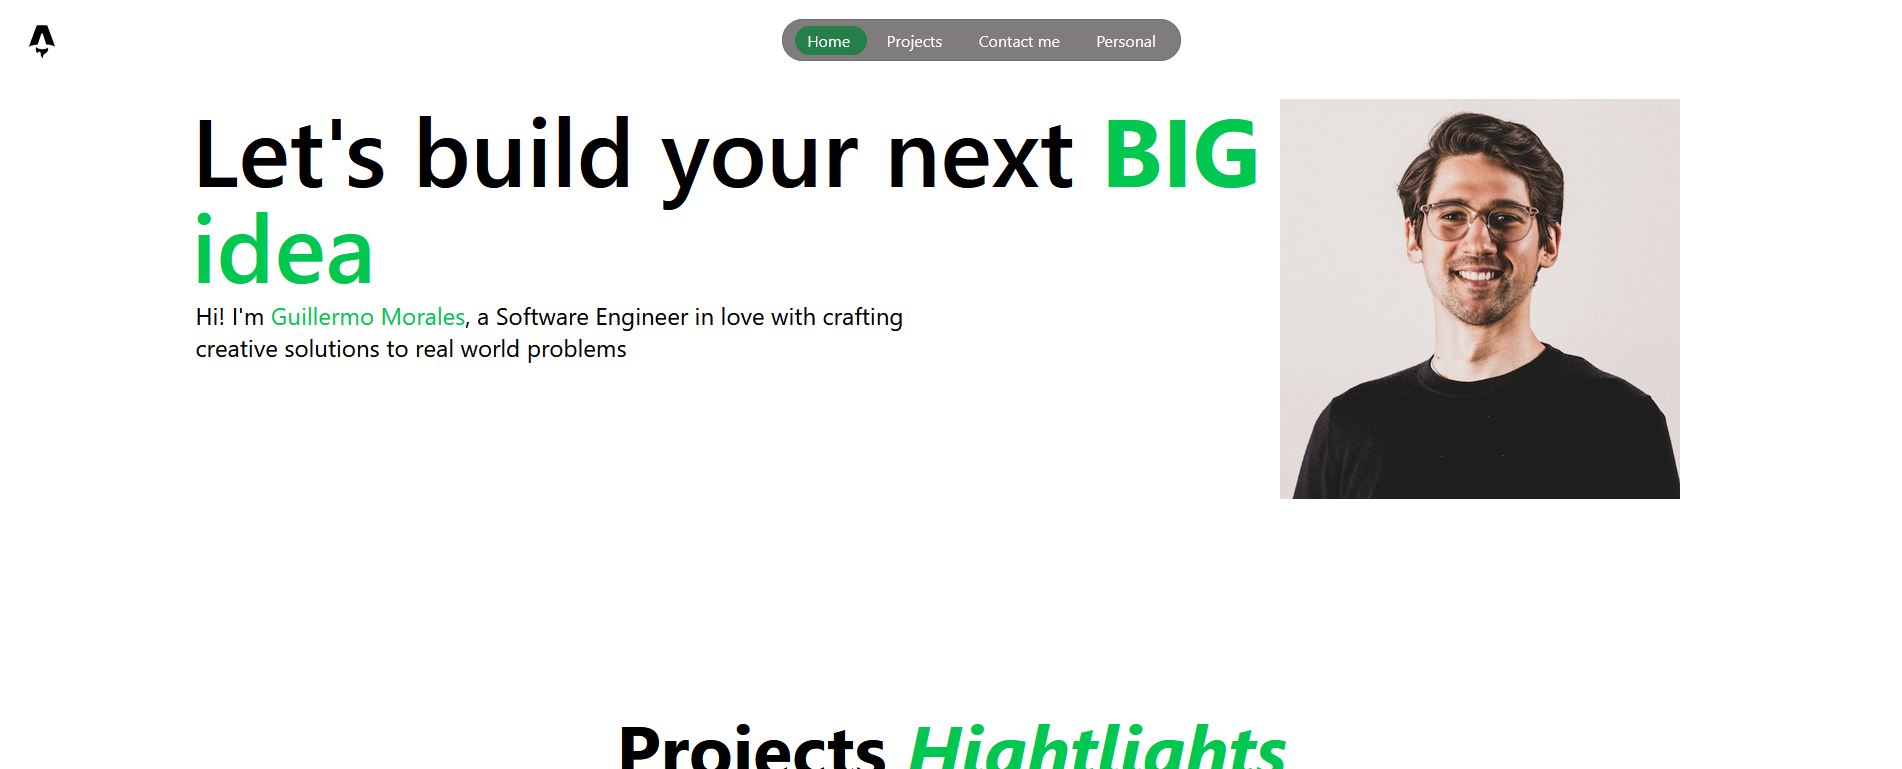 Home Projects Contact me Personal
Let's build your next BIG
idea
Hi! I'm Guillermo Morales, a Software Engineer in love with crafting
creative solutions to real world problems
Projects Hightlights